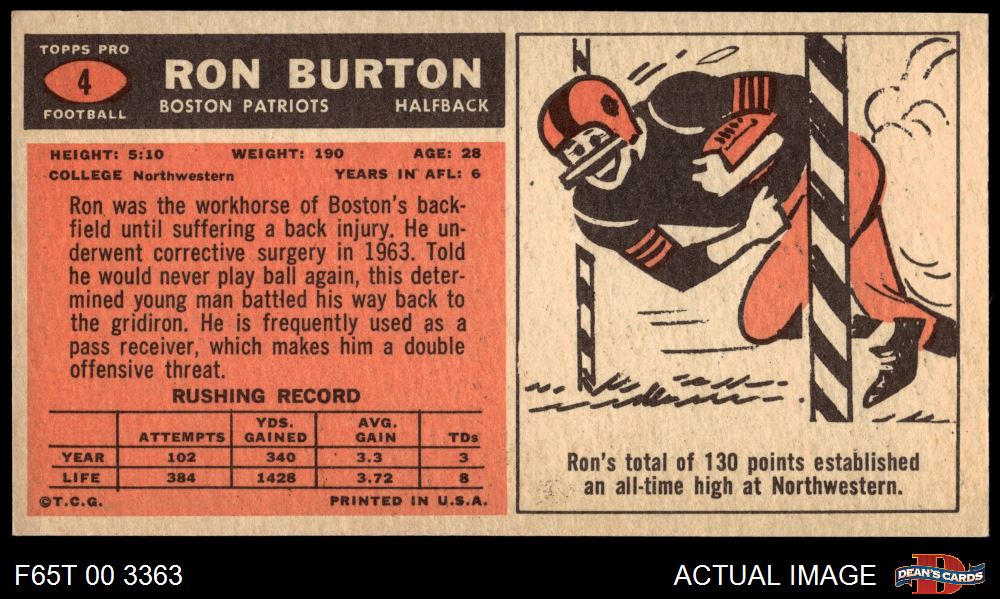 TOPPS PRO
4
FOOTBALL
RON BURTON
BOSTON PATRIOTS HALFBACK
HEIGHT: 5:10 WEIGHT: 190 AGE: 28
COLLEGE Northwestern YEARS IN AFL: 6
Ron was the workhorse of Boston's back-
field until suffering a back injury. He un-
derwent corrective surgery in 1963. Told
he would never play ball again, this deter-
mined young man battled his way back to
the gridiron. He is frequently used as a
pass receiver, which makes him a double
offensive threat.
RUSHING RECORD
ATTEMPTS YDS. GAINED AVG. GAIN TDs
YEAR 102 340 3.3 3
LIFE 384 1428 3.72 8
©T.C.G. PRINTED IN U.S.A.
Ron's total of 130 points established
an all-time high at Northwestern.
F65T 00 3363
ACTUAL IMAGE
D
DEAN'S CARDS